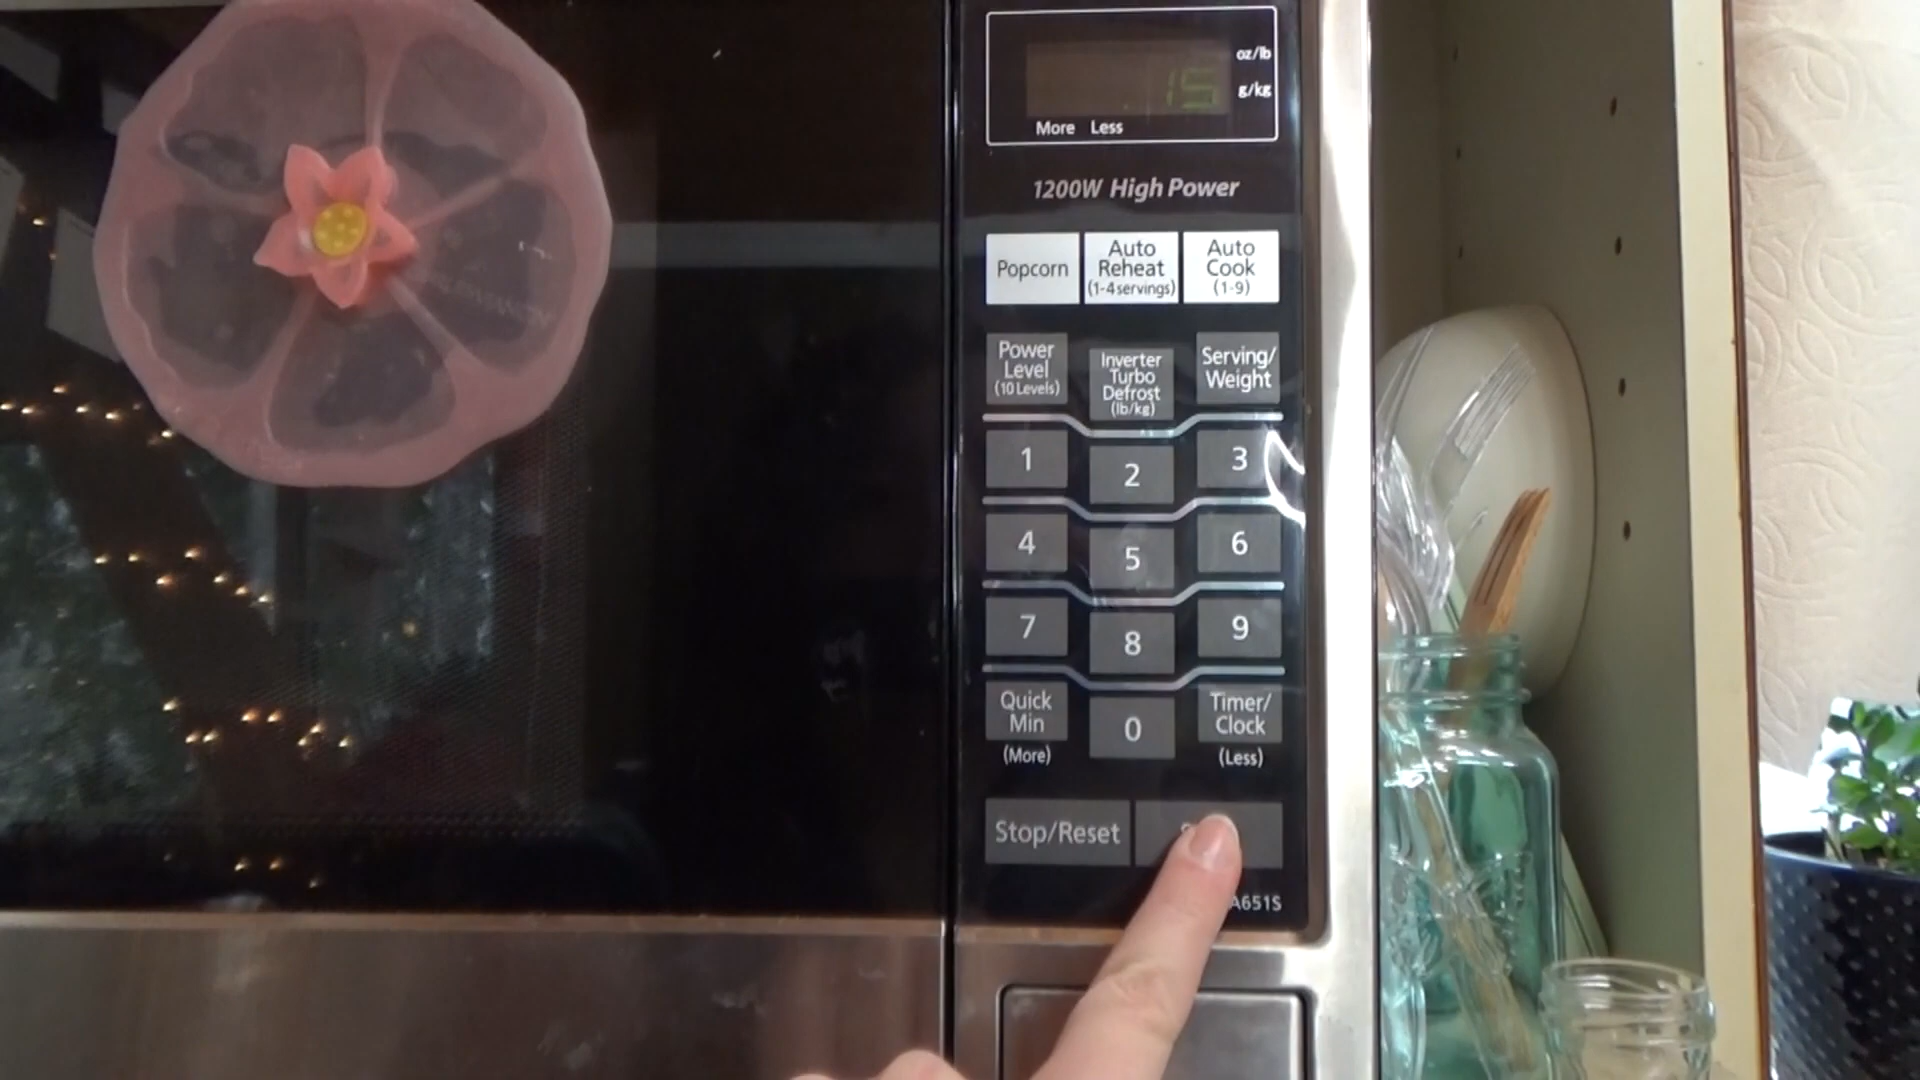 15
oz/lb
g/kg
More Less
1200W High Power
Popcorn
Auto
Reheat
(1-4 servings)
Auto
Cook
(1-9)
Power
Level
(10 Levels)
Inverter
Turbo
Defrost
(lb/kg)
Serving/
Weight
1
2
3
4
5
6
7
8
9
Quick
Min
(More)
0
Timer/
Clock
(Less)
Stop/Reset
A651S